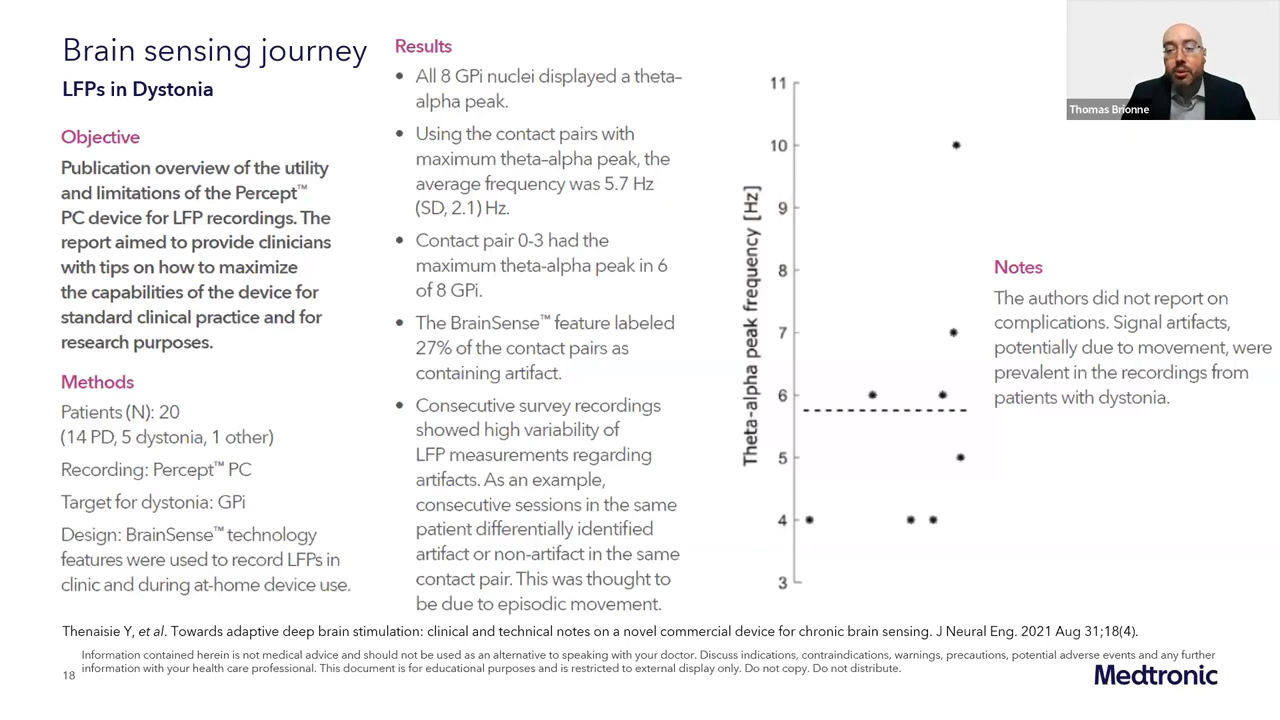 Brain sensing journey
LFPs in Dystonia
Objective
Publication overview of the utility
and limitations of the Percept™
PC device for LFP recordings. The
report aimed to provide clinicians
with tips on how to maximize
the capabilities of the device for
standard clinical practice and for
research purposes.
Methods
Patients (N): 20
(14 PD, 5 dystonia, 1 other)
Recording: Percept™ PC
Target for dystonia: GPi
Design: BrainSense™ technology
features were used to record LFPs in
clinic and during at-home device use.
Results
• All 8 GPi nuclei displayed a theta–
alpha peak.
• Using the contact pairs with
maximum theta–alpha peak, the
average frequency was 5.7 Hz
(SD, 2.1) Hz.
• Contact pair 0-3 had the
maximum theta-alpha peak in 6
of 8 GPi.
• The BrainSense™ feature labeled
27% of the contact pairs as
containing artifact.
• Consecutive survey recordings
showed high variability of
LFP measurements regarding
artifacts. As an example,
consecutive sessions in the same
patient differentially identified
artifact or non-artifact in the same
contact pair. This was thought to
be due to episodic movement.
Theta-alpha peak frequency [Hz]
11
10
9
8
7
6
5
4
3
Thomas Brionne
Notes
The authors did not report on
complications. Signal artifacts,
potentially due to movement, were
prevalent in the recordings from
patients with dystonia.
Thenaisie Y, et al. Towards adaptive deep brain stimulation: clinical and technical notes on a novel commercial device for chronic brain sensing. J Neural Eng. 2021 Aug 31;18(4).
Information contained herein is not medical advice and should not be used as an alternative to speaking with your doctor. Discuss indications, contraindications, warnings, precautions, potential adverse events and any further
information with your health care professional. This document is for educational purposes and is restricted to external display only. Do not copy. Do not distribute.
18
Medtronic